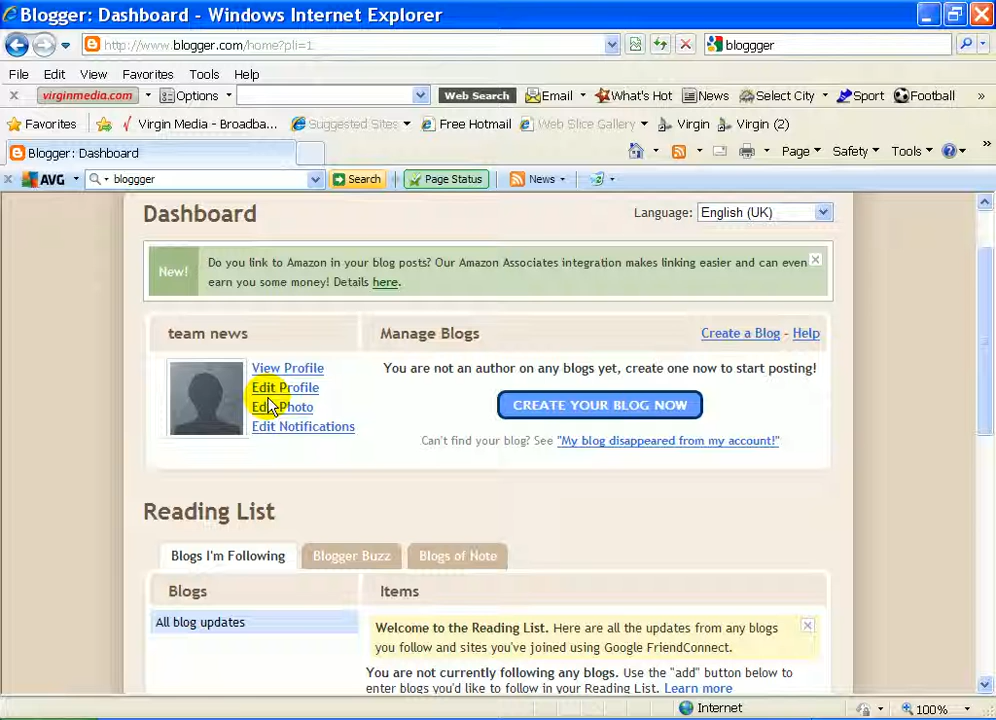 Blogger: Dashboard - Windows Internet Explorer
http://www.blogger.com/home?pli=1
bloggger
File Edit View Favorites Tools Help
virginmedia.com Options Web Search Email What's Hot News Select City Sport Football »
Favorites Virgin Media - Broadba... Suggested Sites Free Hotmail Web Slice Gallery Virgin Virgin (2)
Blogger: Dashboard Page Safety Tools »
AVG bloggger Search Page Status News
Dashboard
Language: English (UK)
New!
Do you link to Amazon in your blog posts? Our Amazon Associates integration makes linking easier and can even
earn you some money! Details here.
team news
View Profile
Edit Profile
Edit Photo
Edit Notifications
Manage Blogs
Create a Blog - Help
You are not an author on any blogs yet, create one now to start posting!
CREATE YOUR BLOG NOW
Can't find your blog? See "My blog disappeared from my account!"
Reading List
Blogs I'm Following Blogger Buzz Blogs of Note
Blogs
All blog updates
Items
Welcome to the Reading List. Here are all the updates from any blogs
you follow and sites you've joined using Google FriendConnect.
You are not currently following any blogs. Use the "add" button below to
enter blogs you'd like to follow in your Reading List. Learn more
Internet 100%